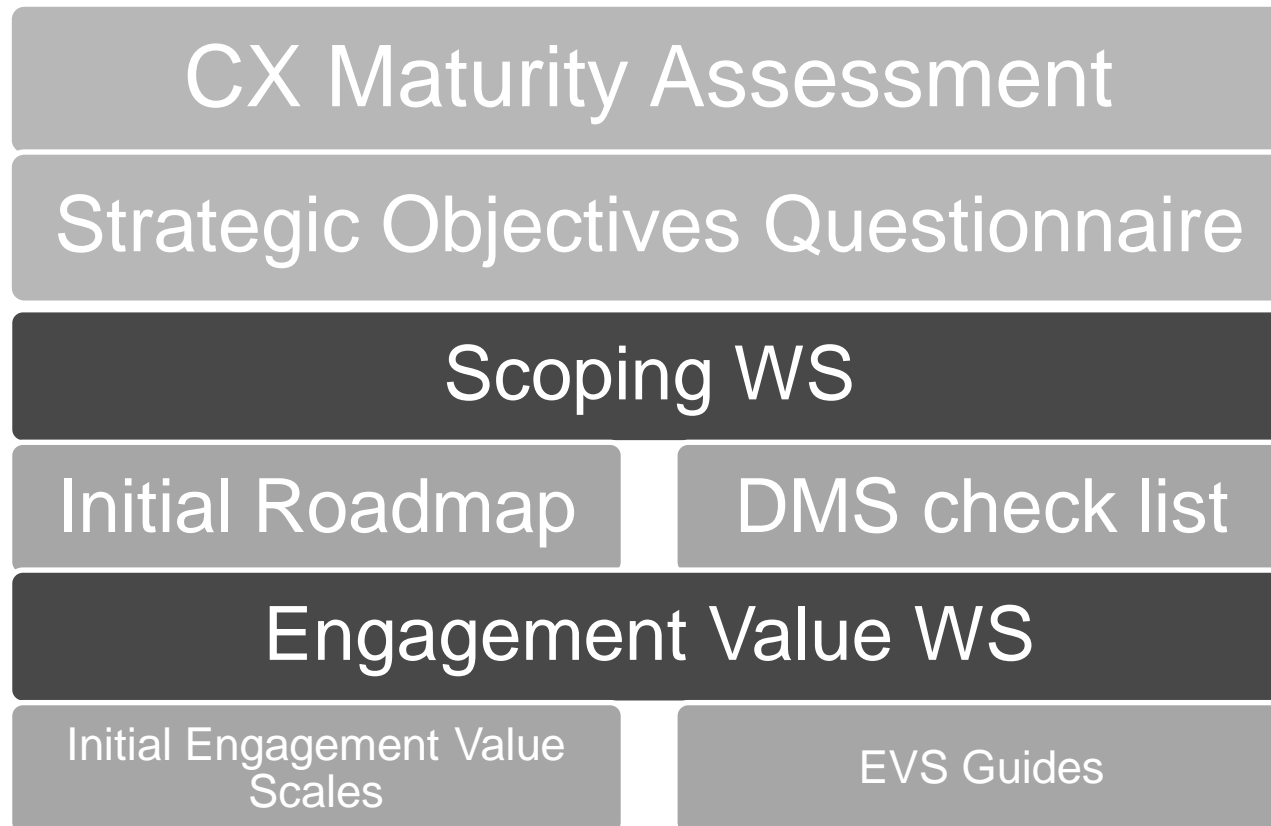 CX Maturity Assessment
Strategic Objectives Questionnaire
Scoping WS
Initial Roadmap
DMS check list
Engagement Value WS
Initial Engagement Value
Scales
EVS Guides